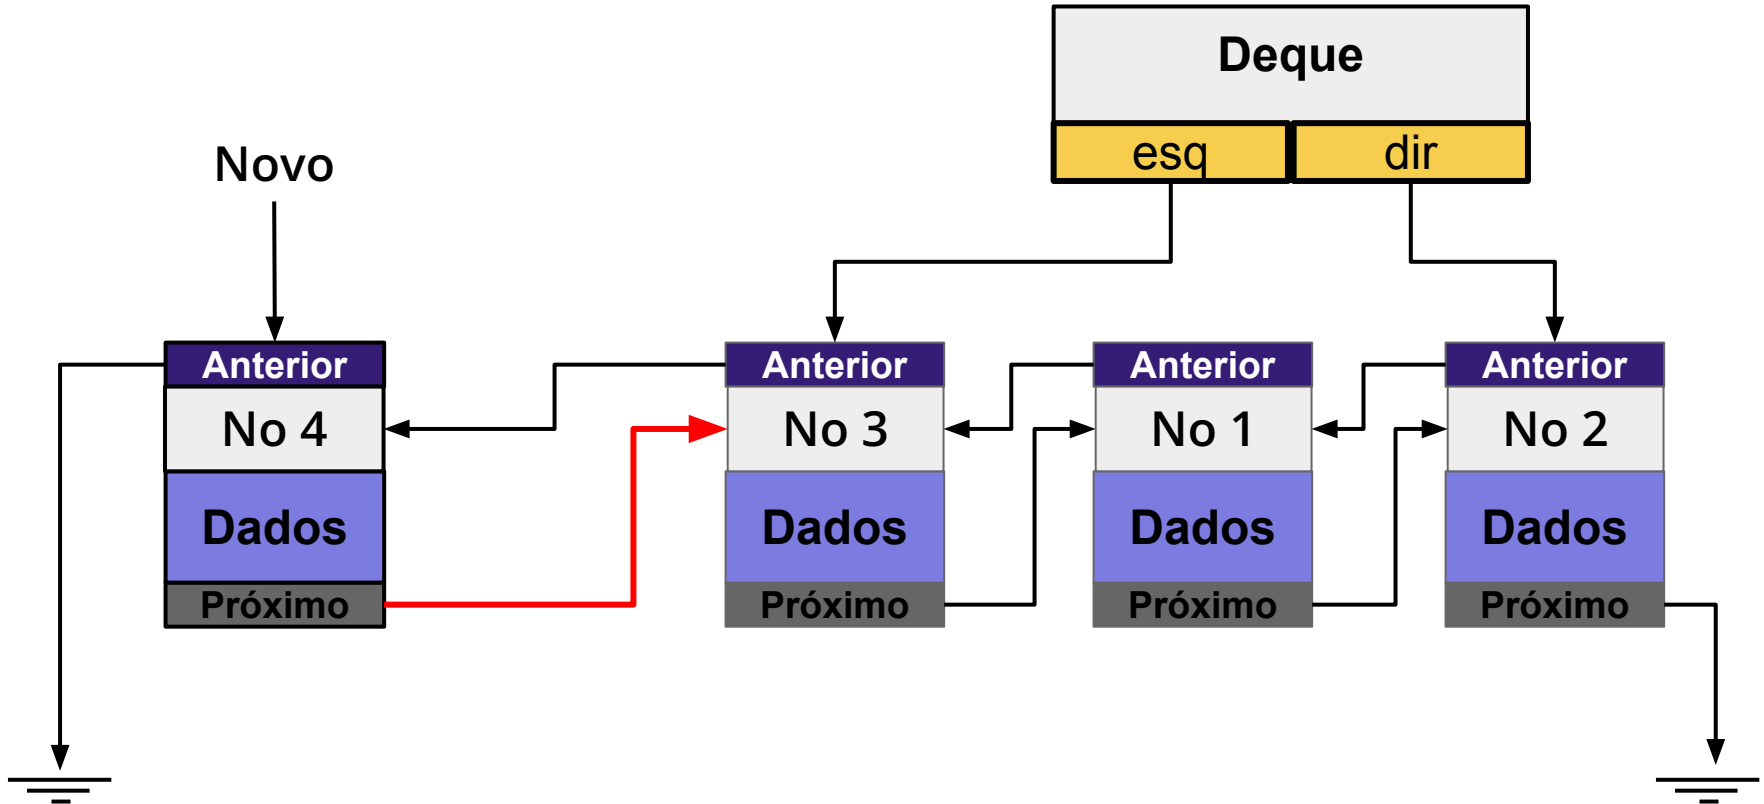 Deque
esq dir
Novo
Anterior Anterior Anterior Anterior
No 4 No 3 No 1 No 2
Dados Dados Dados Dados
Próximo Próximo Próximo Próximo